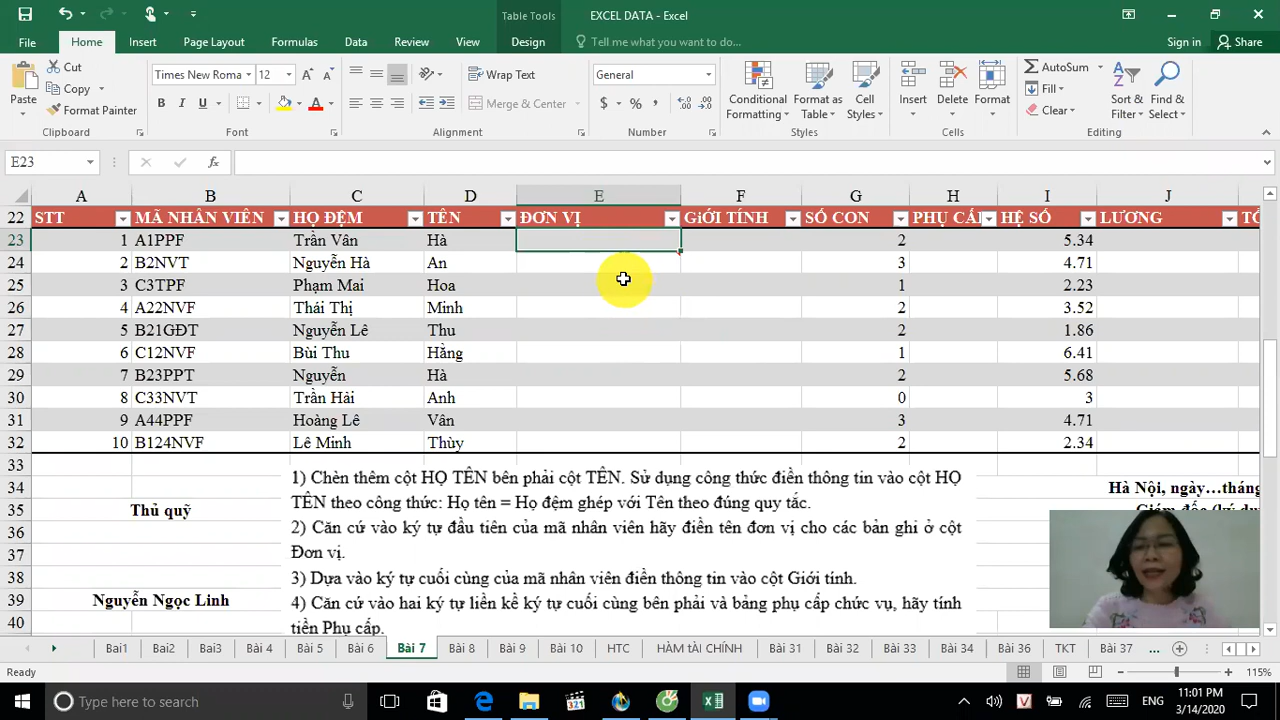 Table Tools
EXCEL DATA - Excel
File Home Insert Page Layout Formulas Data Review View Design Tell me what you want to do... Sign in Share
Cut
Copy
Format Painter
Paste
Clipboard
Times New Roma 12
B I U
Font
Wrap Text
Merge & Center
Alignment
General
$ % ,
Number
Conditional Formatting
Format as Table
Cell Styles
Styles
Insert Delete Format
Cells
AutoSum
Fill
Clear
Sort & Filter
Find & Select
Editing
E23 fx
A B C D E F G H I J
22 STT MÃ NHÂN VIÊN HỌ ĐỆM TÊN ĐƠN VỊ GIỚI TÍNH SỐ CON PHỤ CẤ HỆ SỐ LƯƠNG
23 1 A1PPF Trần Vân Hà 2 5.34
24 2 B2NVT Nguyễn Hà An 3 4.71
25 3 C3TPF Phạm Mai Hoa 1 2.23
26 4 A22NVF Thái Thị Minh 2 3.52
27 5 B21GĐT Nguyễn Lê Thu 2 1.86
28 6 C12NVF Bùi Thu Hằng 1 6.41
29 7 B23PPT Nguyễn Hà 2 5.68
30 8 C33NVT Trần Hải Anh 0 3
31 9 A44PPF Hoàng Lê Vân 3 4.71
32 10 B124NVF Lê Minh Thùy 2 2.34
33
34
35
36
37
38
39
40
Thủ quỹ
Nguyễn Ngọc Linh
1) Chèn thêm cột HỌ TÊN bên phải cột TÊN. Sử dụng công thức điền thông tin vào cột HỌ
TÊN theo công thức: Họ tên = Họ đệm ghép với Tên theo đúng quy tắc.
2) Căn cứ vào ký tự đầu tiên của mã nhân viên hãy điền tên đơn vị cho các bản ghi ở cột
Đơn vị.
3) Dựa vào ký tự cuối cùng của mã nhân viên điền thông tin vào cột Giới tính.
4) Căn cứ vào hai ký tự liền kề ký tự cuối cùng bên phải và bảng phụ cấp chức vụ, hãy tính
tiền Phụ cấp.
Hà Nội, ngày…tháng
Giám đốc (ký
Bai1 Bai2 Bai3 Bài 4 Bài 5 Bài 6 Bài 7 Bài 8 Bài 9 Bài 10 HTC HÀM tÀI CHÍNH Bài 31 Bài 32 Bài 33 Bài 34 Bài 36 TKT Bài 37 ...
Ready 115%
Type here to search
321
V
ENG
11:01 PM
3/14/2020